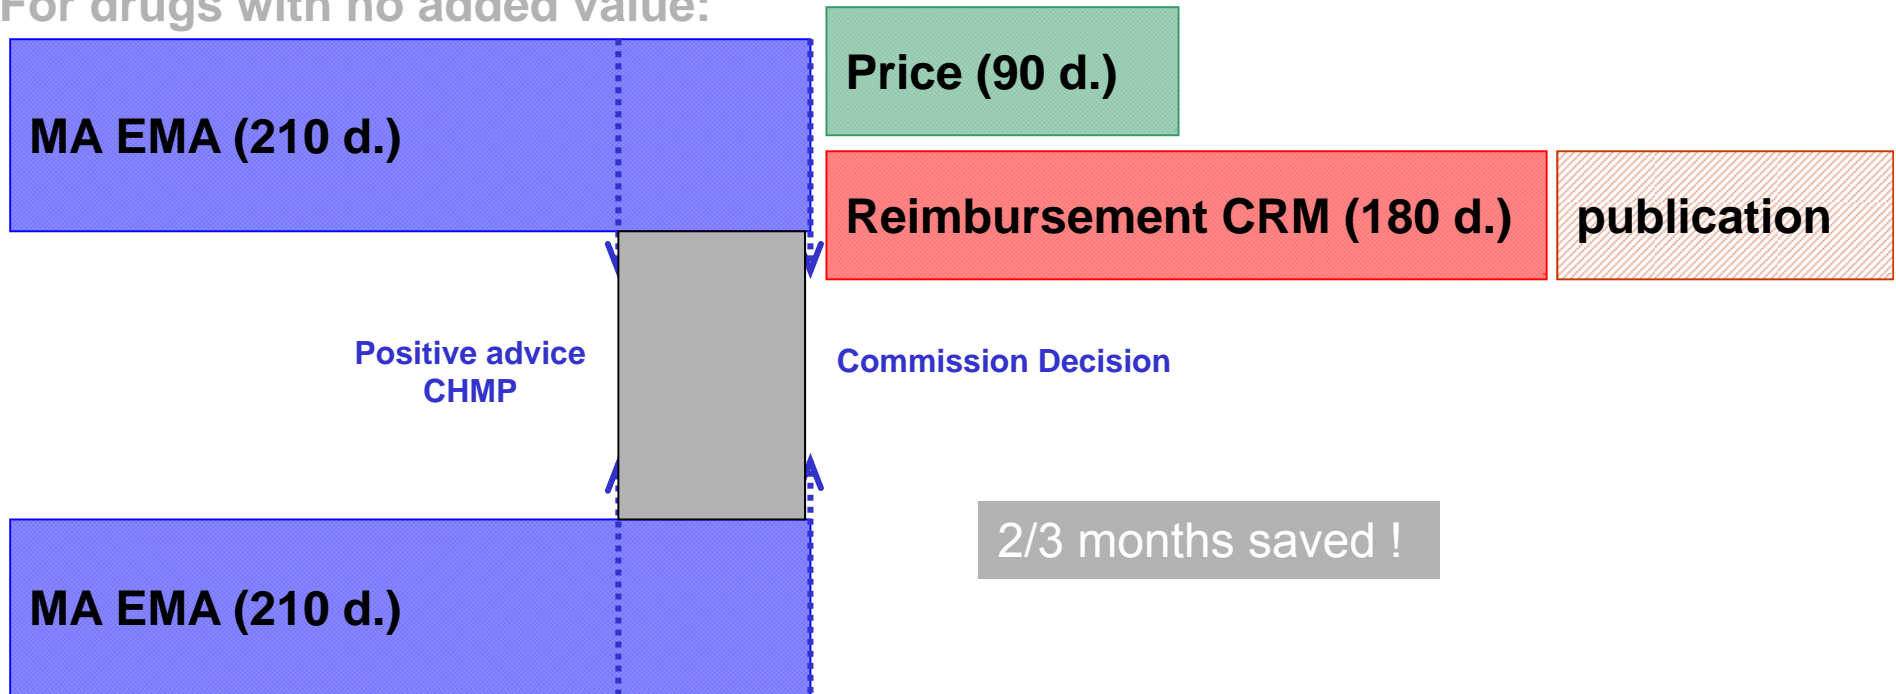 For drugs with no added value:
Price (90 d.)
MA EMA (210 d.)
Reimbursement CRM (180 d.)
publication
Positive advice
CHMP
Commission Decision
2/3 months saved !
MA EMA (210 d.)